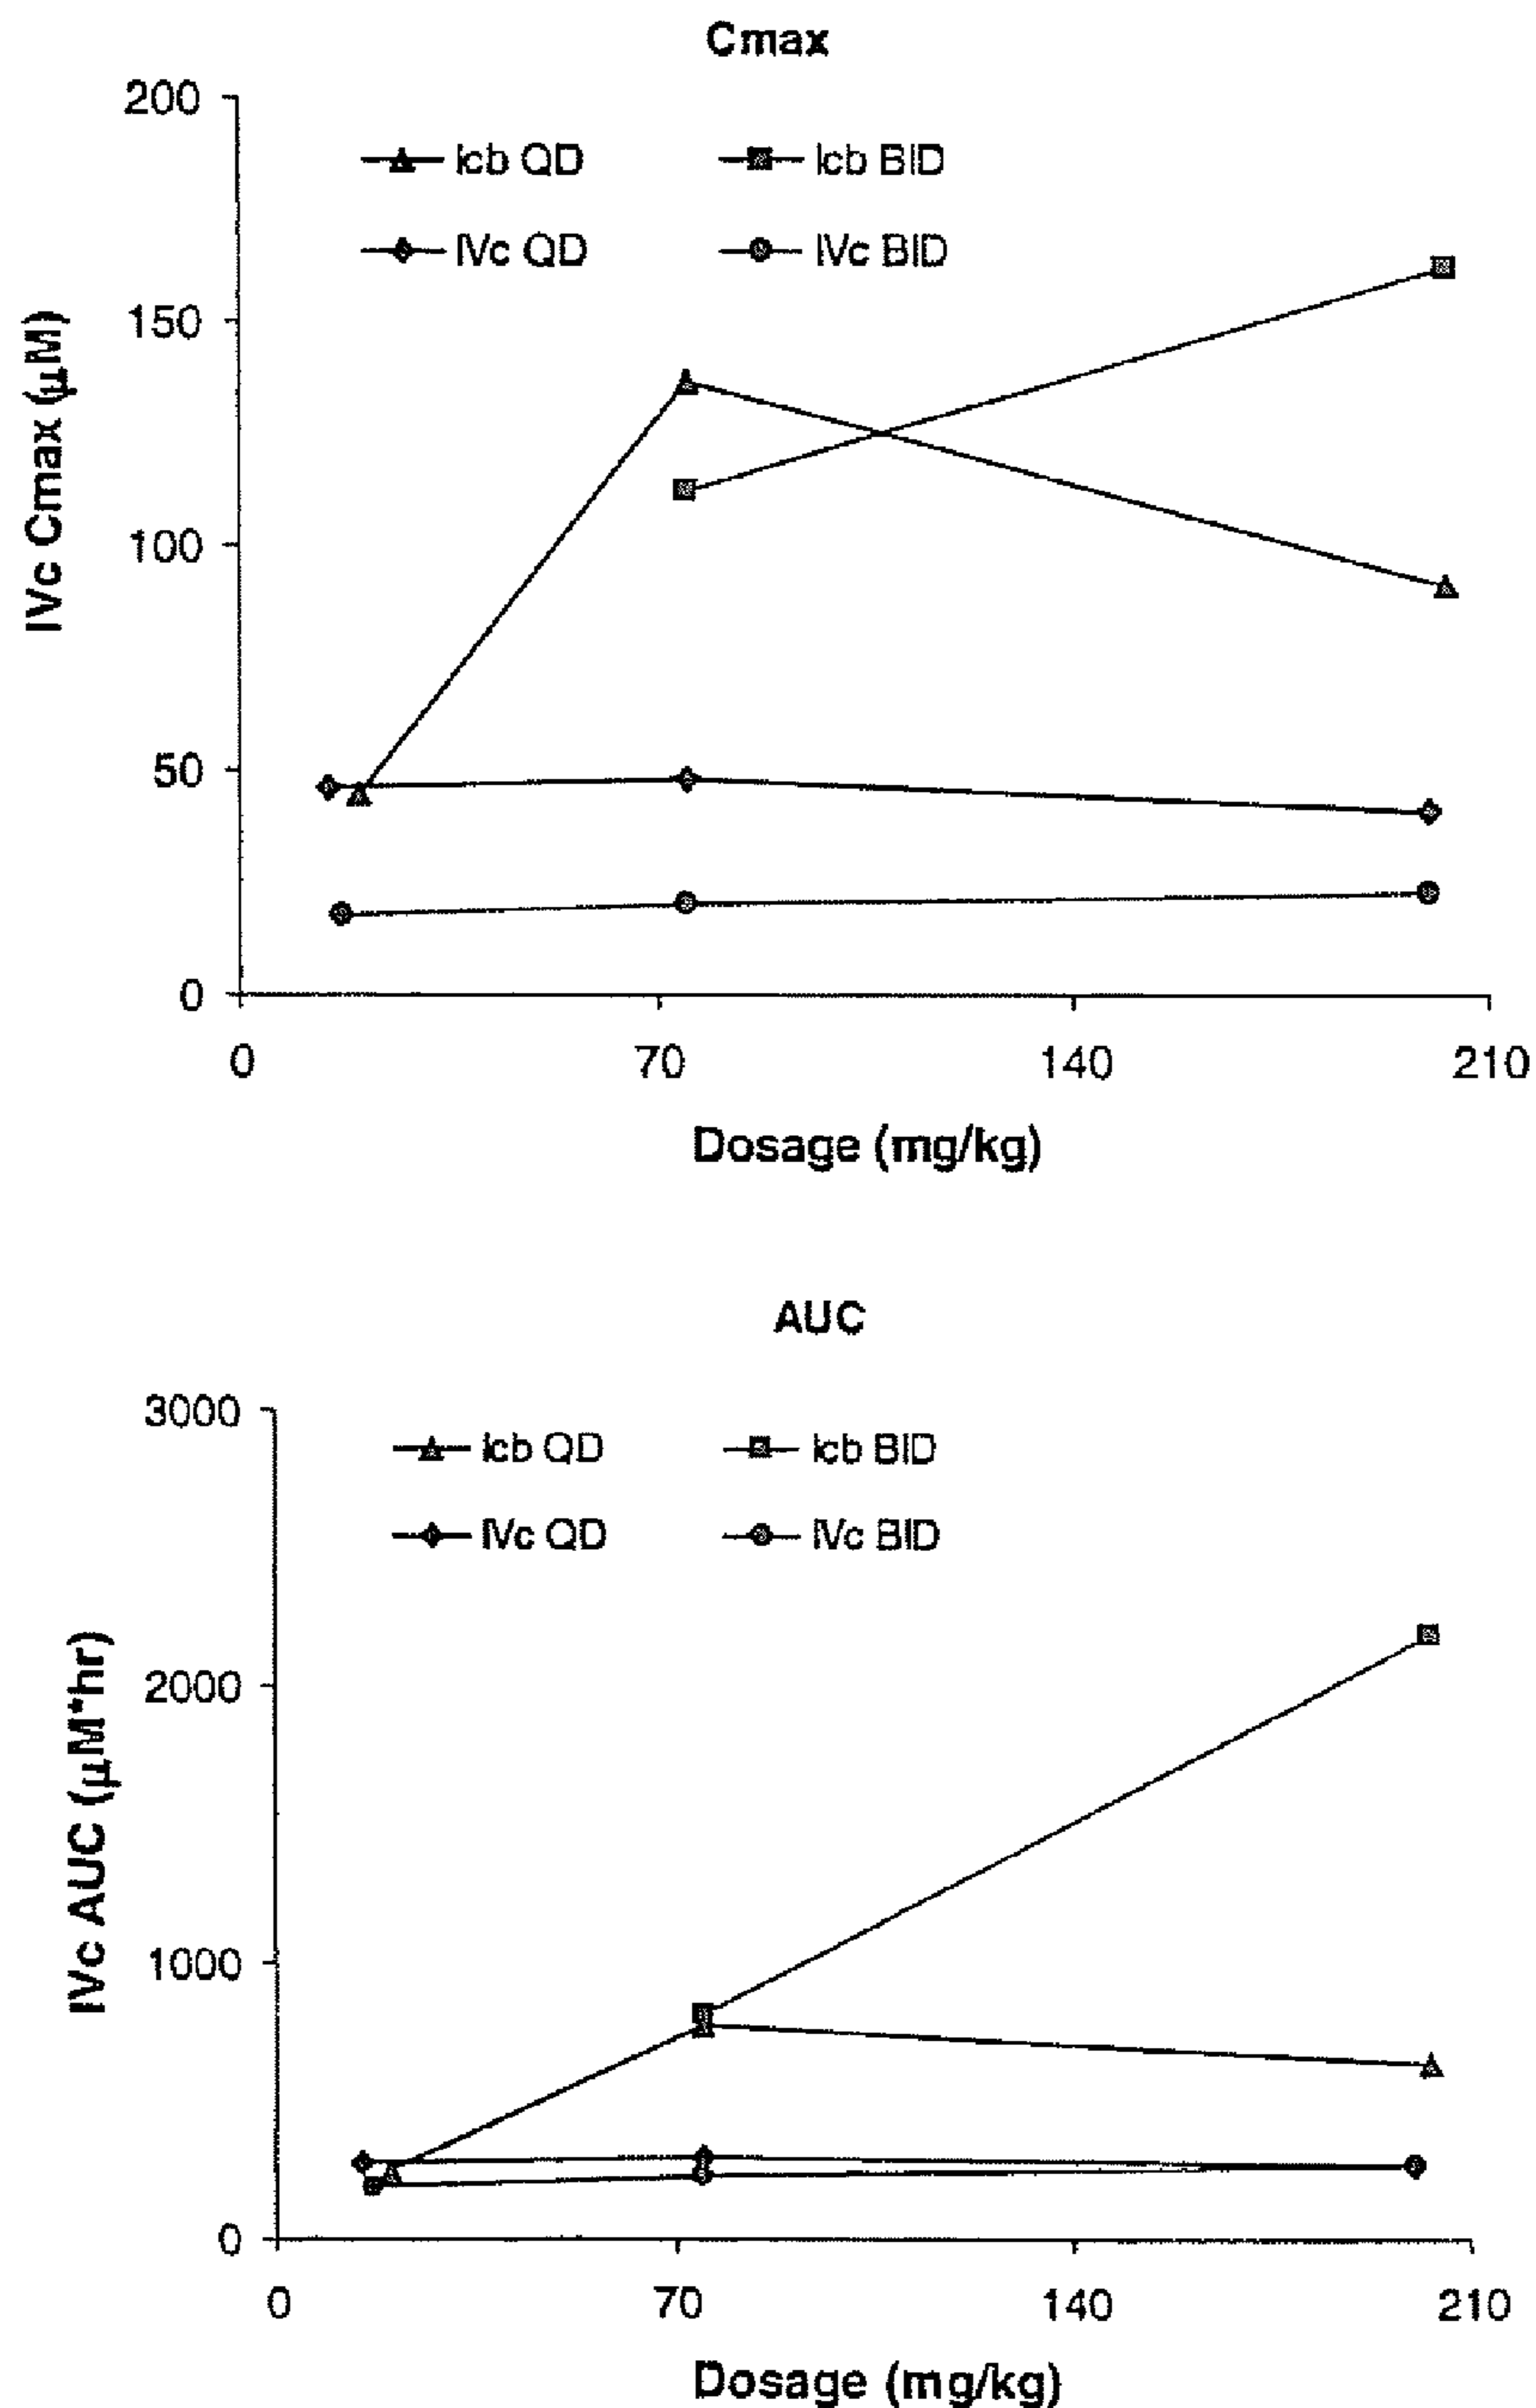 Cmax
200
Icb QD
Icb BID
IVc QD
IVc BID
150
100
50
0
IVc Cmax (µM)
0 70 140 210
Dosage (mg/kg)
AUC
3000
Icb QD
Icb BID
IVc QD
IVc BID
2000
1000
0
IVc AUC (µM*hr)
0 70 140 210
Dosage (mg/kg)